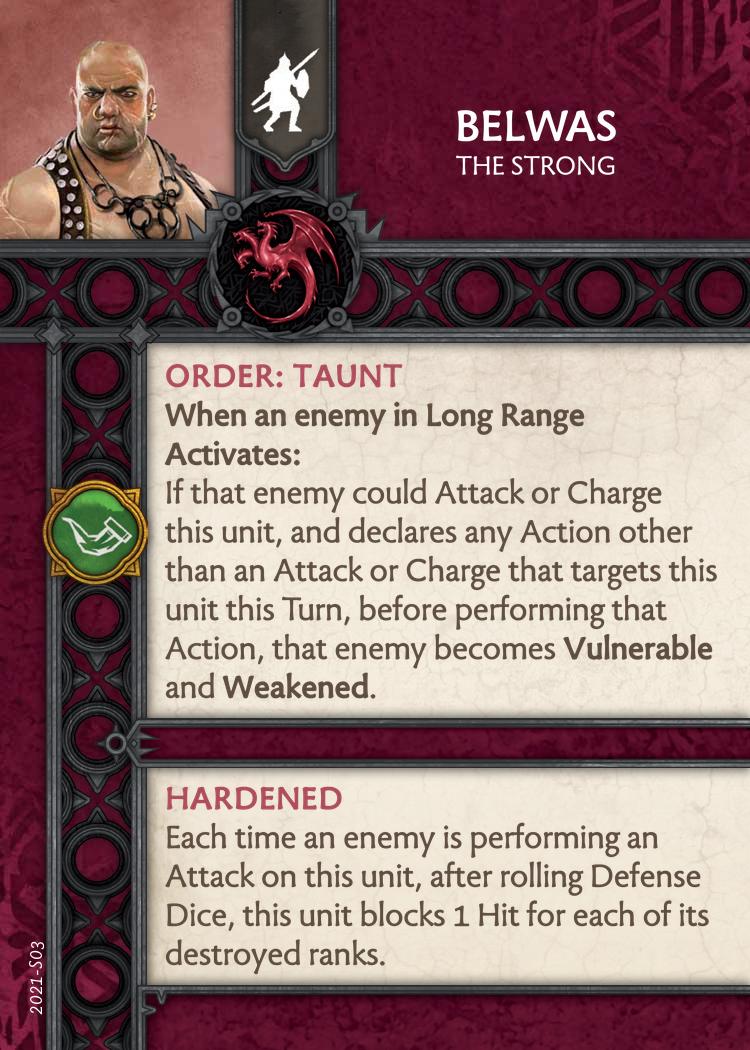 BELWAS
THE STRONG
ORDER: TAUNT
When an enemy in Long Range
Activates:
If that enemy could Attack or Charge
this unit, and declares any Action other
than an Attack or Charge that targets this
unit this Turn, before performing that
Action, that enemy becomes Vulnerable
and Weakened.
HARDENED
Each time an enemy is performing an
Attack on this unit, after rolling Defense
Dice, this unit blocks 1 Hit for each of its
destroyed ranks.
2021-S03